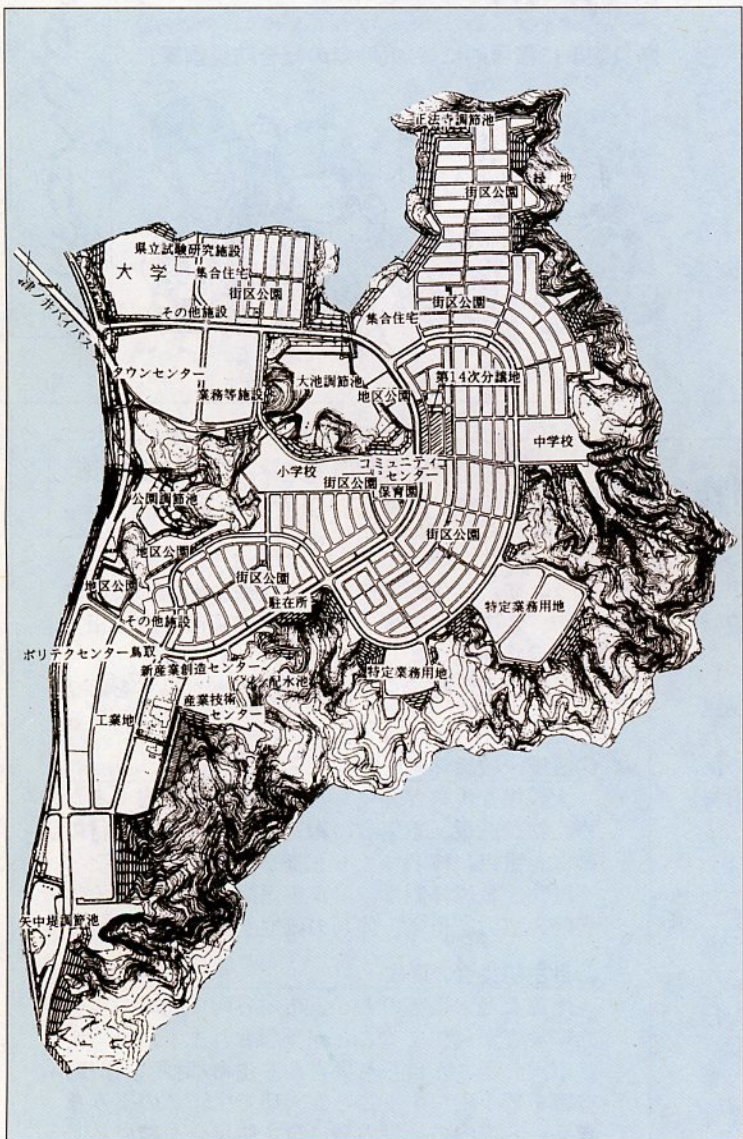 正法寺調節池
緑地
街区公園
県立試験研究施設
大学
集合住宅
街区公園
その他施設
津ノ井バイパス
街区公園
集合住宅
タウンセンター
業務等施設
大池調節池
地区公園
第14次分譲地
中学校
小学校
コミュニティ
センター
街区公園
保育園
公園調節池
地区公園
街区公園
地区公園
街区公園
駐在所
特定業務用地
その他施設
ポリテクセンター鳥取
新産業創造センター
配水池
特定業務用地
産業技術
センター
工業地
矢中堤調節池